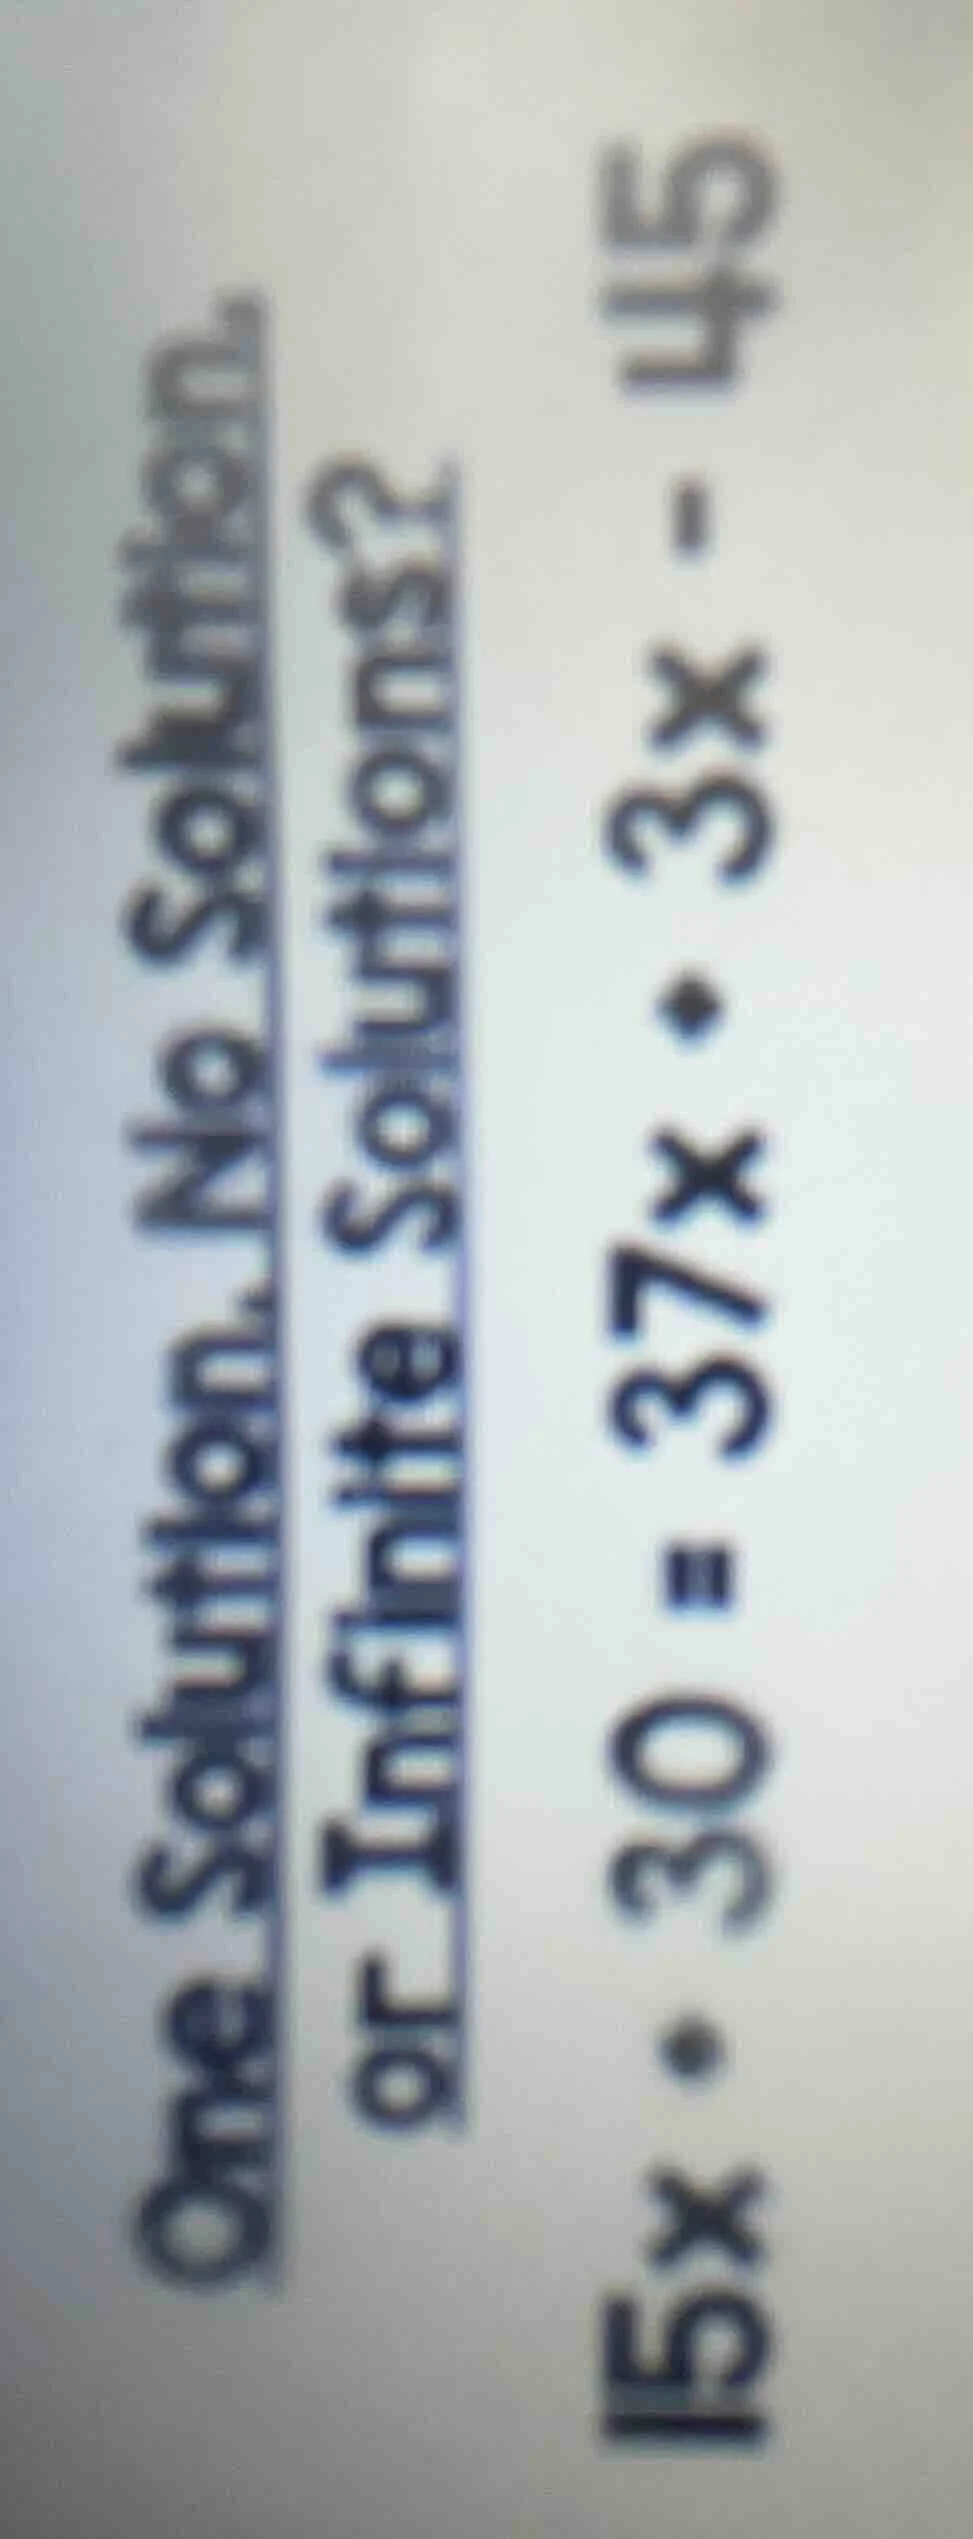 One Solution, No Solution,
or Infinite Solutions?
15x + 30 = 37x + 3x - 45